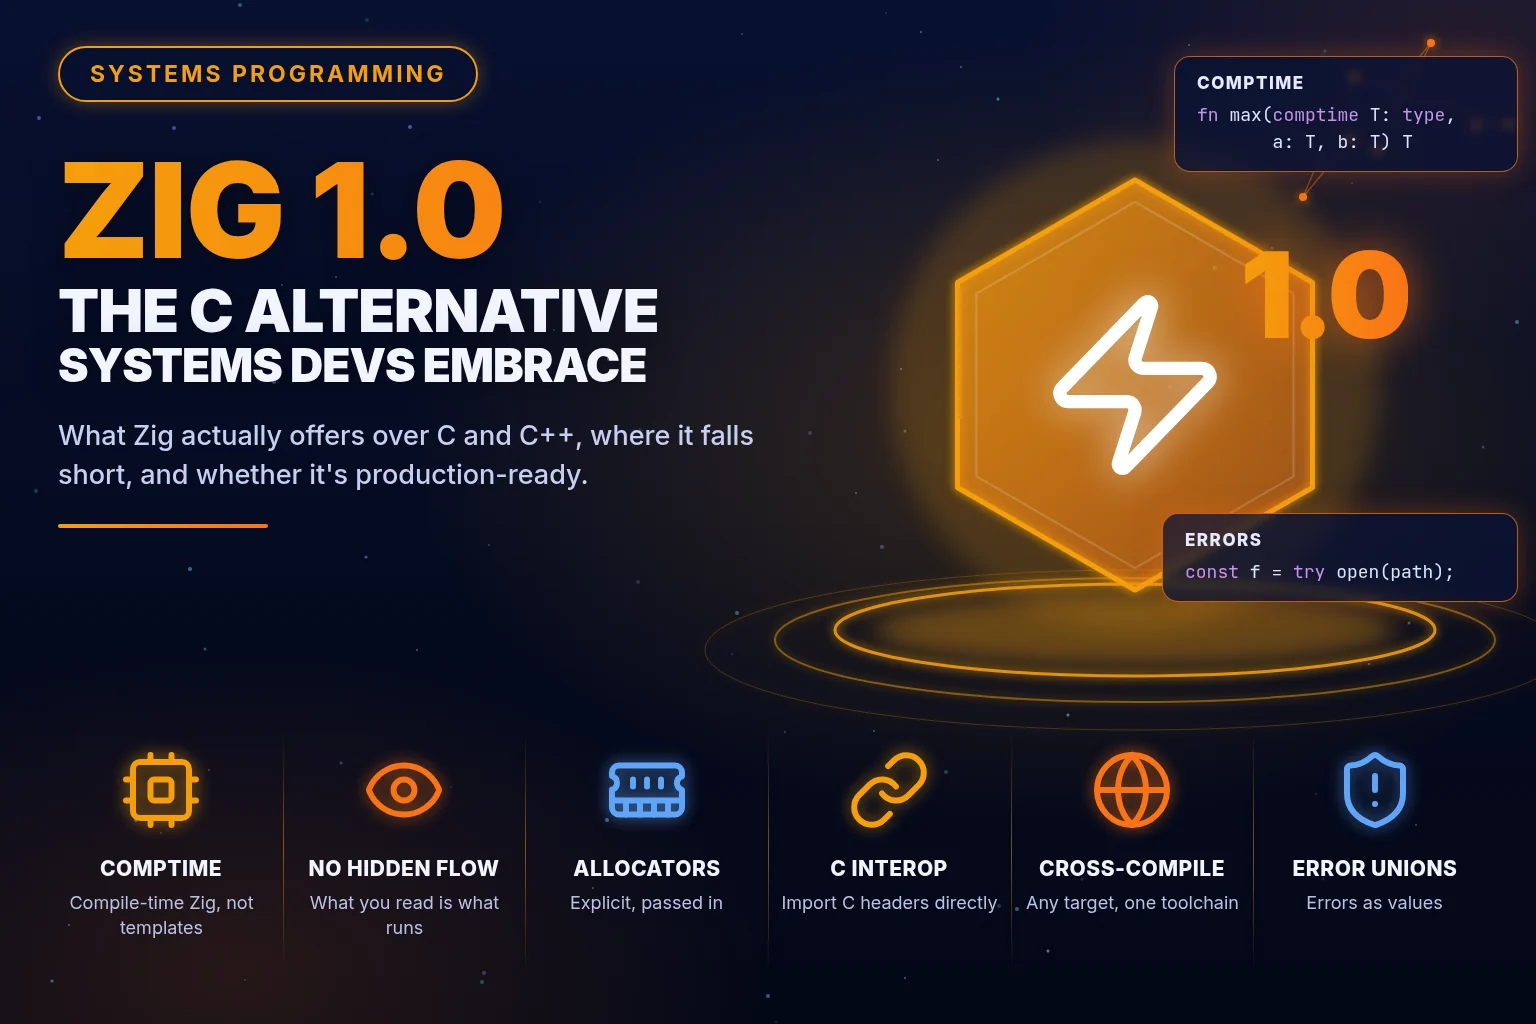 SYSTEMS PROGRAMMING
ZIG 1.0
THE C ALTERNATIVE
SYSTEMS DEVS EMBRACE
What Zig actually offers over C and C++, where it falls
short, and whether it's production-ready.
COMPTIME
fn max(comptime T: type,
a: T, b: T) T
1.0
ERRORS
const f = try open(path);
COMPTIME
Compile-time Zig, not
templates
NO HIDDEN FLOW
What you read is what
runs
ALLOCATORS
Explicit, passed in
C INTEROP
Import C headers directly
CROSS-COMPILE
Any target, one toolchain
ERROR UNIONS
Errors as values